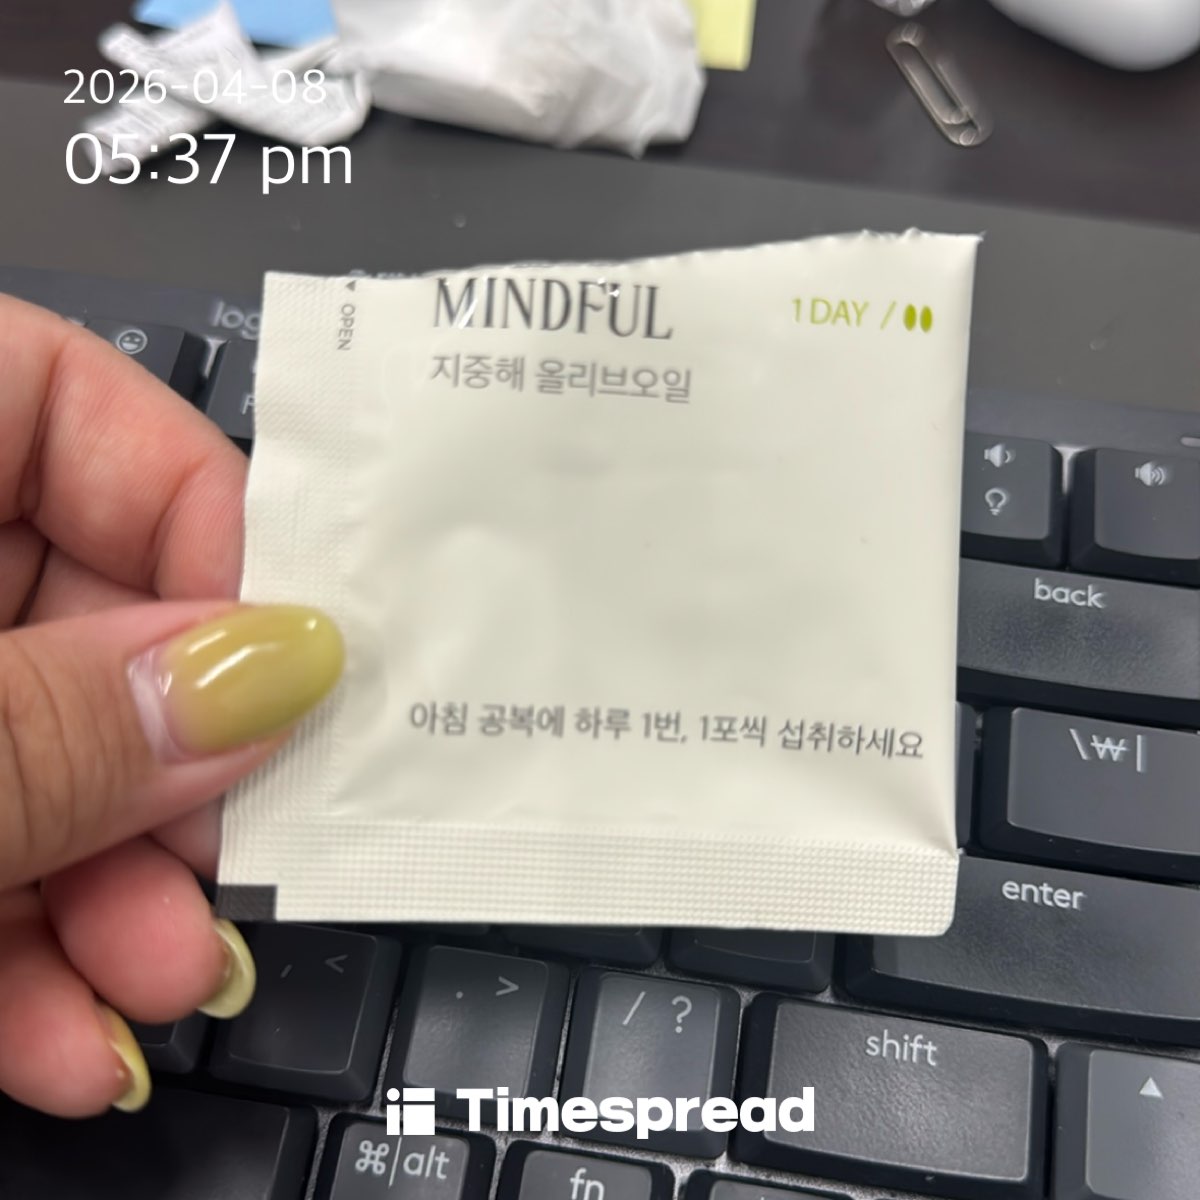 2026-04-08
05:37 pm
OPEN
MINDFUL
1 DAY /
지중해 올리브오일
아침 공복에 하루 1번, 1포씩 섭취하세요
back
\ ₩ |
enter
, <
. >
/ ?
shift
⌘ | alt
fn
Timespread